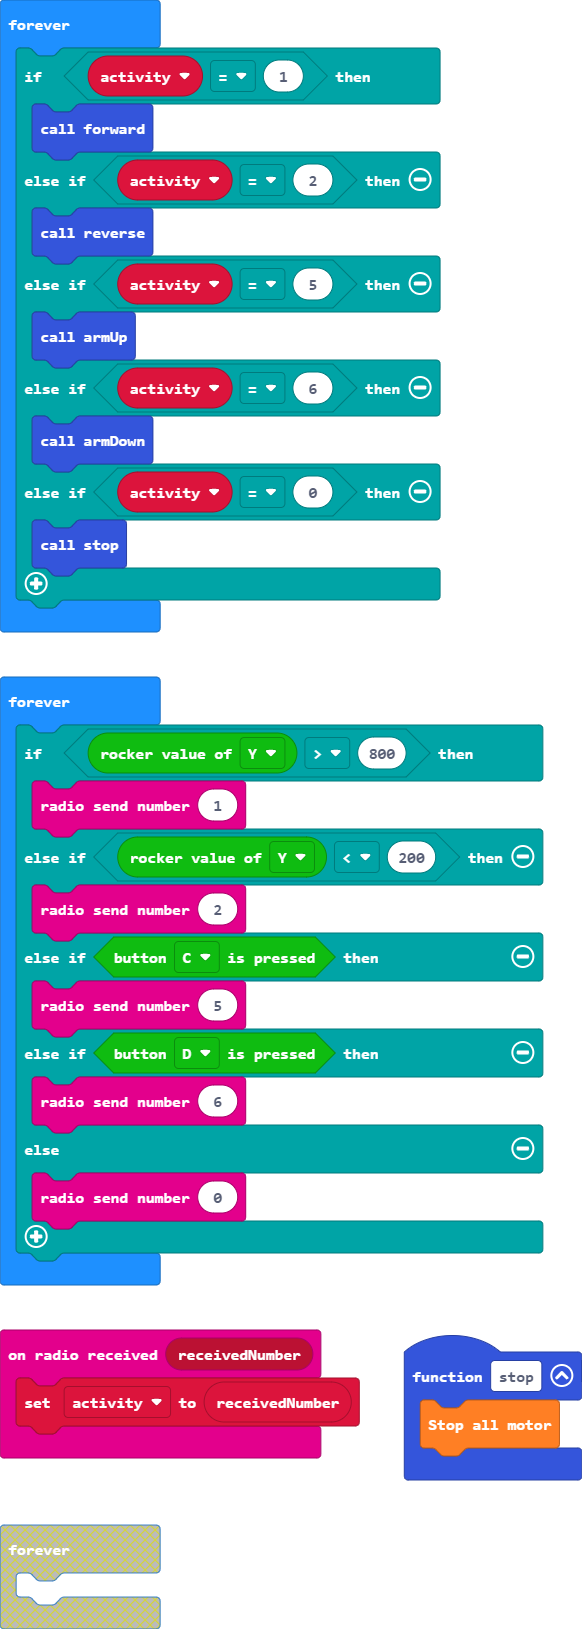 forever
if activity = 1 then
call forward
else if activity = 2 then
call reverse
else if activity = 5 then
call armUp
else if activity = 6 then
call armDown
else if activity = 0 then
call stop
forever
if rocker value of Y > 800 then
radio send number 1
else if rocker value of Y < 200 then
radio send number 2
else if button C is pressed then
radio send number 5
else if button D is pressed then
radio send number 6
else
radio send number 0
on radio received receivedNumber
set activity to receivedNumber
function stop
Stop all motor
forever